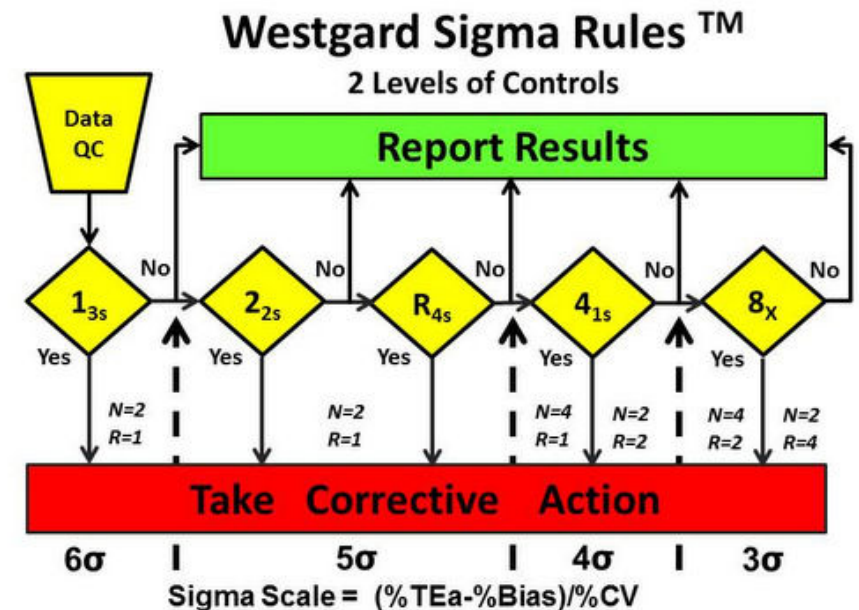 Westgard Sigma Rules TM
2 Levels of Controls
Data
QC
Report Results
No
No
No
No
No
13s
22s
R4s
41s
8X
Yes
Yes
Yes
Yes
Yes
N=2
R=1
N=2
R=1
N=4
R=1
N=2
R=2
N=4
R=2
N=2
R=4
Take Corrective Action
6σ
5σ
4σ
3σ
Sigma Scale = (%TEa-%Bias)/%CV